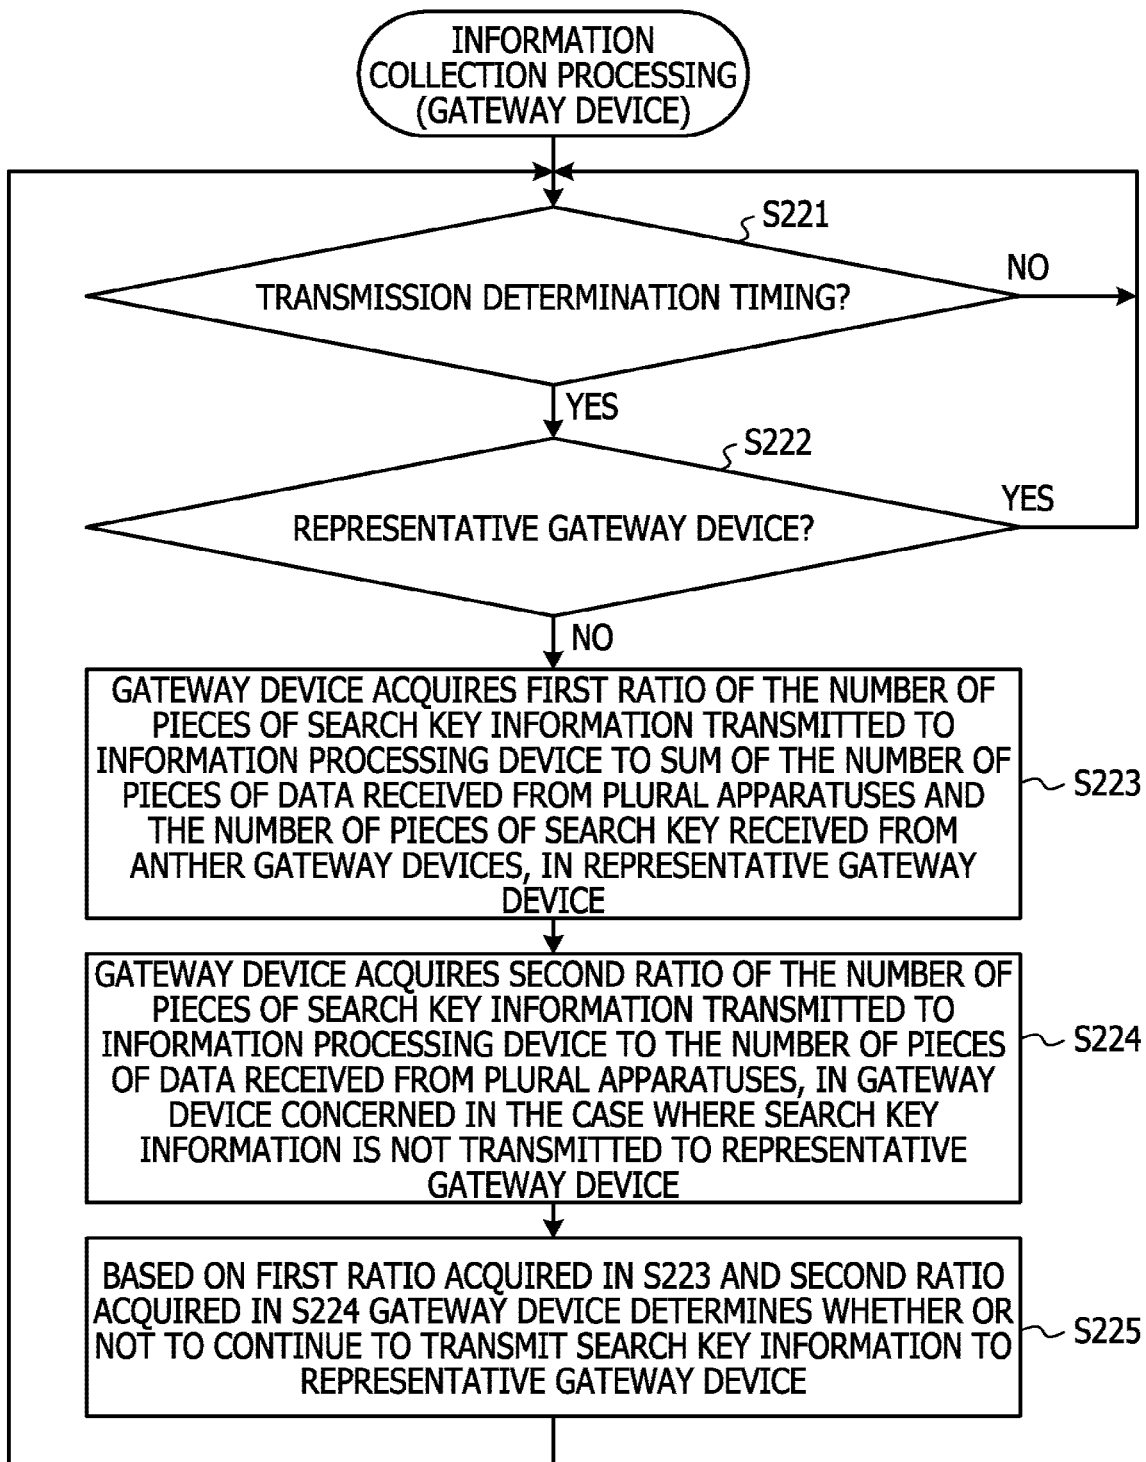 INFORMATION
COLLECTION PROCESSING
(GATEWAY DEVICE)
S221
NO
TRANSMISSION DETERMINATION TIMING?
YES
S222
YES
REPRESENTATIVE GATEWAY DEVICE?
NO
GATEWAY DEVICE ACQUIRES FIRST RATIO OF THE NUMBER OF
PIECES OF SEARCH KEY INFORMATION TRANSMITTED TO
INFORMATION PROCESSING DEVICE TO SUM OF THE NUMBER OF
PIECES OF DATA RECEIVED FROM PLURAL APPARATUSES AND
THE NUMBER OF PIECES OF SEARCH KEY RECEIVED FROM
ANTHER GATEWAY DEVICES, IN REPRESENTATIVE GATEWAY
DEVICE
S223
GATEWAY DEVICE ACQUIRES SECOND RATIO OF THE NUMBER OF
PIECES OF SEARCH KEY INFORMATION TRANSMITTED TO
INFORMATION PROCESSING DEVICE TO THE NUMBER OF PIECES
OF DATA RECEIVED FROM PLURAL APPARATUSES, IN GATEWAY
DEVICE CONCERNED IN THE CASE WHERE SEARCH KEY
INFORMATION IS NOT TRANSMITTED TO REPRESENTATIVE
GATEWAY DEVICE
S224
BASED ON FIRST RATIO ACQUIRED IN S223 AND SECOND RATIO
ACQUIRED IN S224 GATEWAY DEVICE DETERMINES WHETHER OR
NOT TO CONTINUE TO TRANSMIT SEARCH KEY INFORMATION TO
REPRESENTATIVE GATEWAY DEVICE
S225